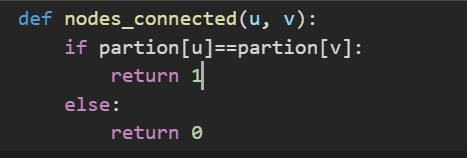 def nodes_connected(u, v):
    if partion[u]==partion[v]:
        return 1
    else:
        return 0